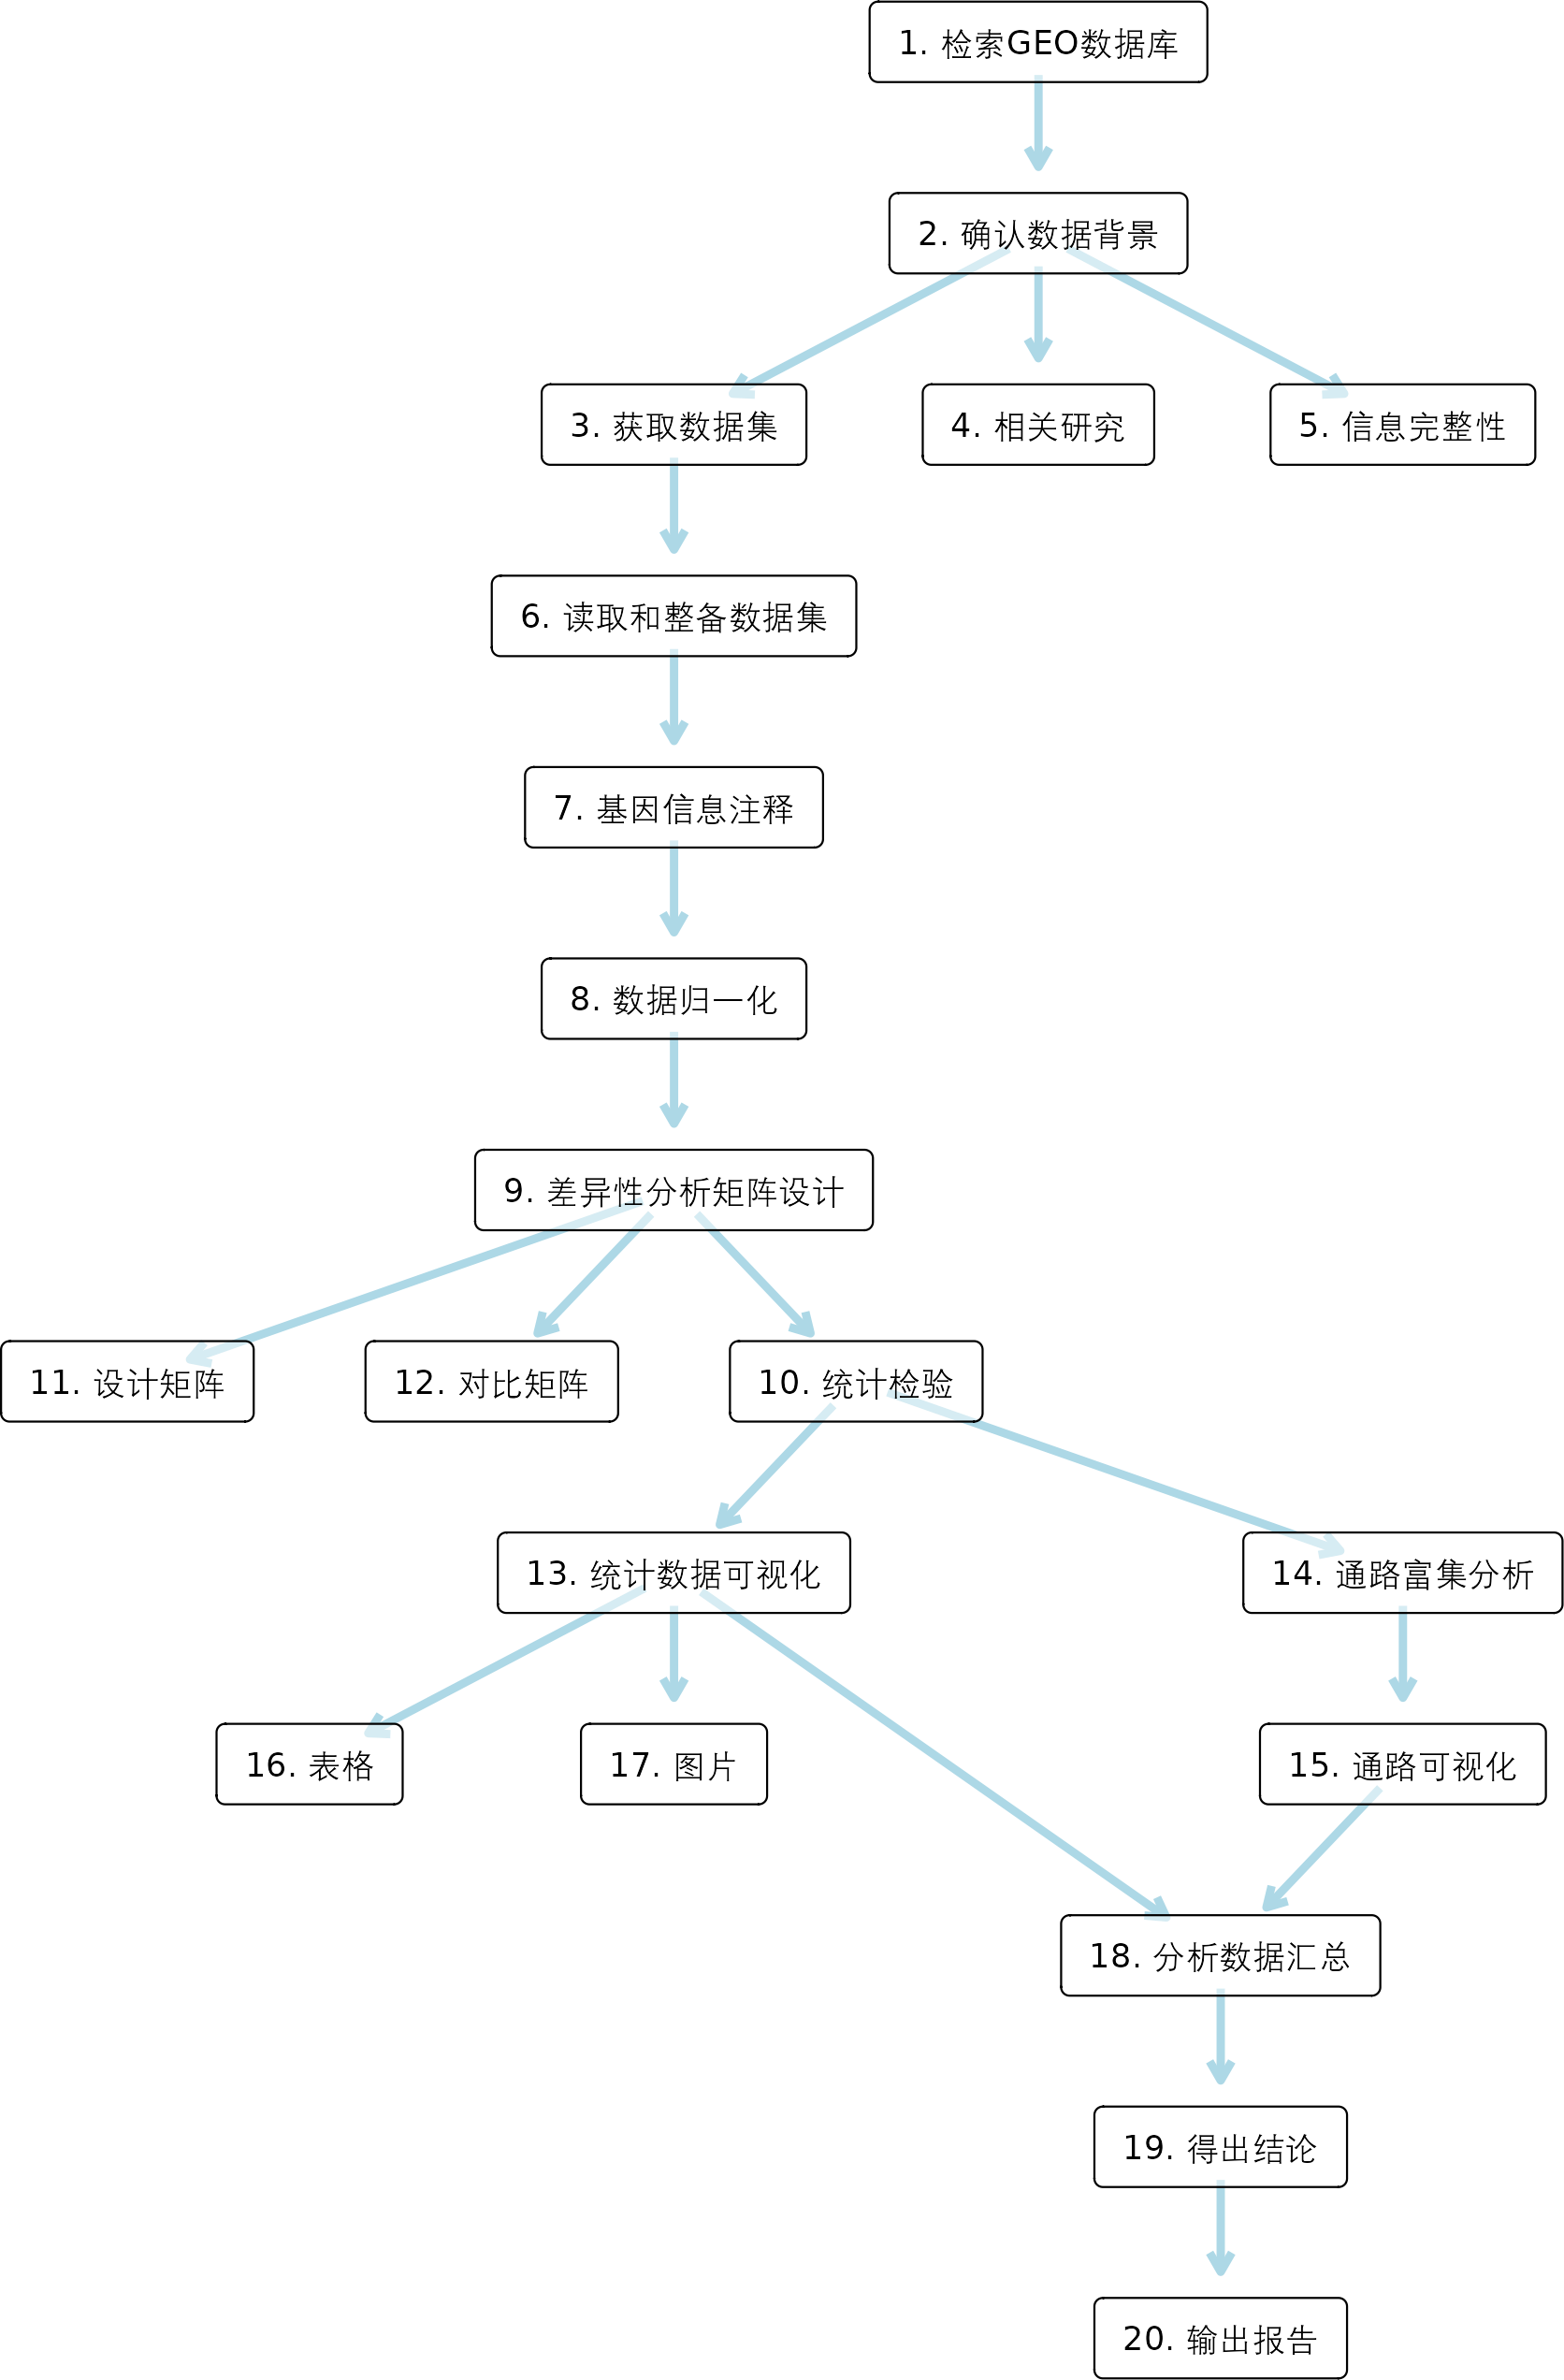 1. 检索GEO数据库
2. 确认数据背景
3. 获取数据集
4. 相关研究
5. 信息完整性
6. 读取和整备数据集
7. 基因信息注释
8. 数据归一化
9. 差异性分析矩阵设计
11. 设计矩阵
12. 对比矩阵
10. 统计检验
13. 统计数据可视化
14. 通路富集分析
16. 表格
17. 图片
15. 通路可视化
18. 分析数据汇总
19. 得出结论
20. 输出报告